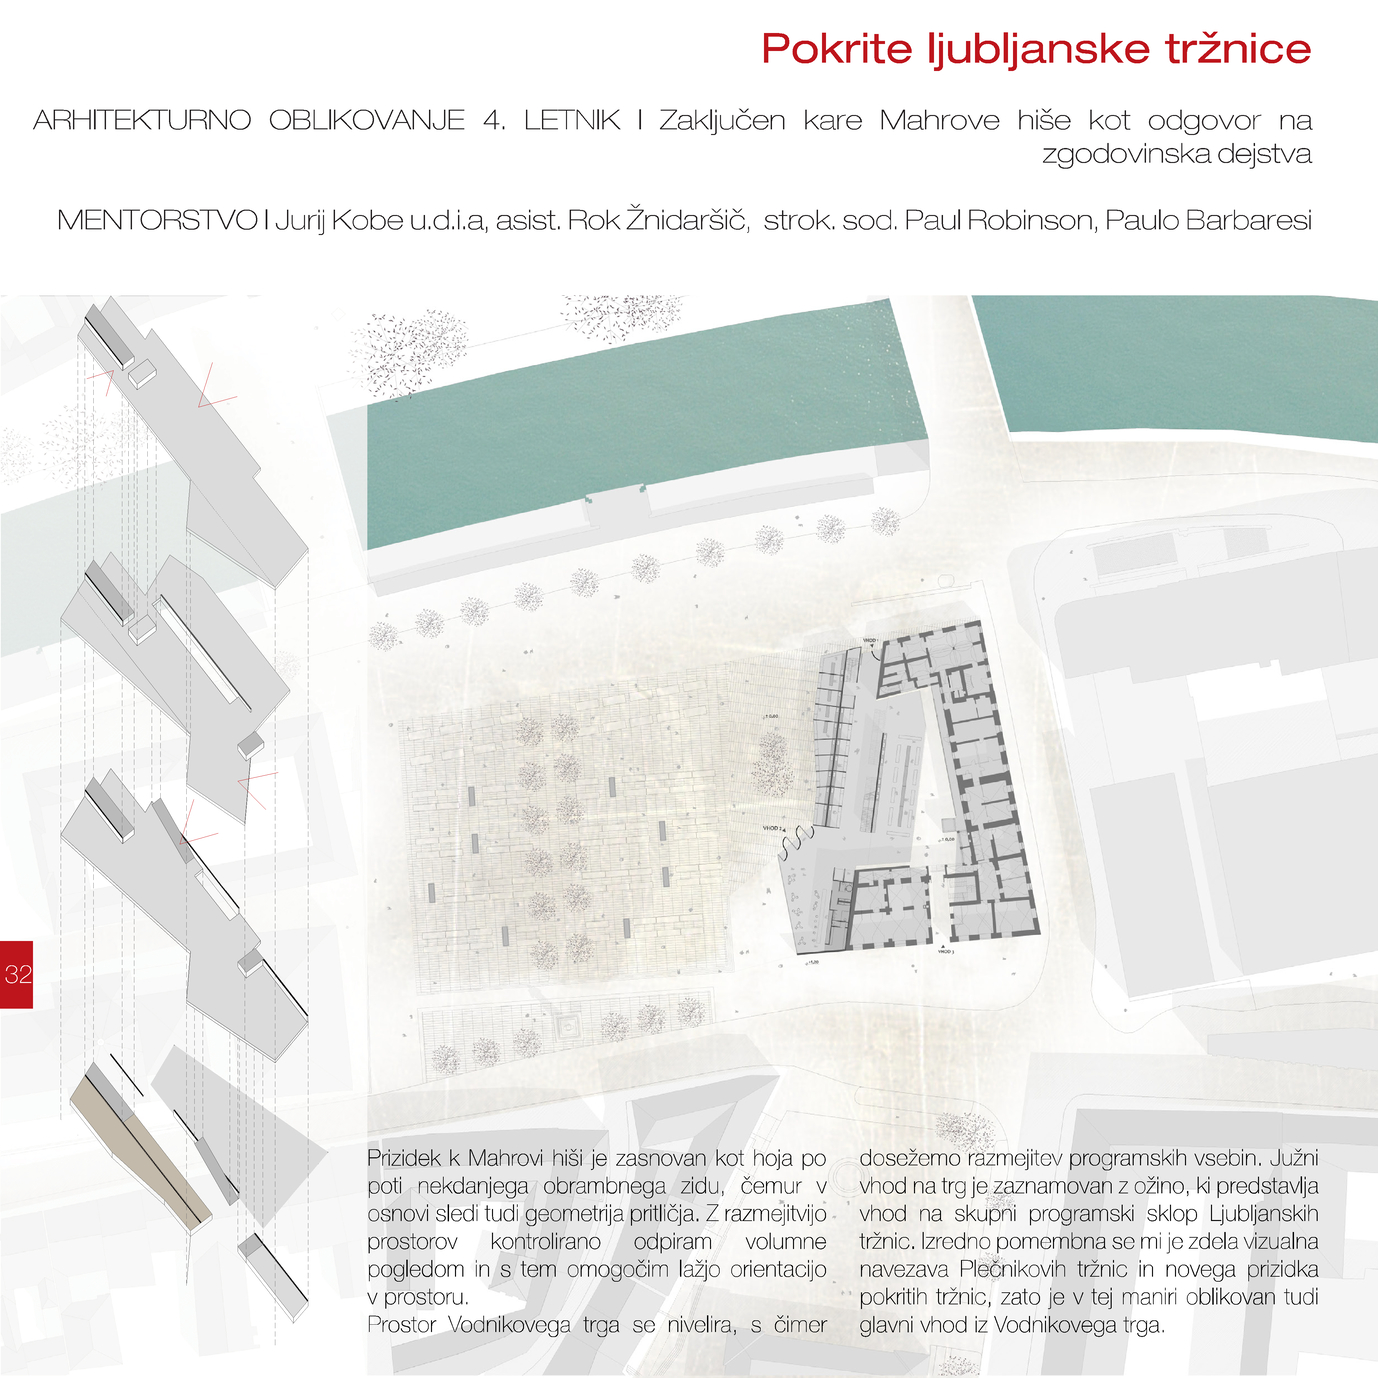 Pokrite ljubljanske tržnice
ARHITEKTURNO OBLIKOVANJE 4. LETNIK I Zaključen kare Mahrove hiše kot odgovor na
zgodovinska dejstva
MENTORSTVO I Jurij Kobe u.d.i.a, asist. Rok Žnidaršič, strok. sod. Paul Robinson, Paulo Barbaresi
VHOD 1
VHOD 2
VHOD 3
32
Prizidek k Mahrovi hiši je zasnovan kot hoja po
poti nekdanjega obrambnega zidu, čemur v
osnovi sledi tudi geometrija pritličja. Z razmejitvijo
prostorov kontrolirano odpiram volumne
pogledom in s tem omogočim lažjo orientacijo
v prostoru.
Prostor Vodnikovega trga se nivelira, s čimer
dosežemo razmejitev programskih vsebin. Južni
vhod na trg je zaznamovan z ožino, ki predstavlja
vhod na skupni programski sklop Ljubljanskih
tržnic. Izredno pomembna se mi je zdela vizualna
navezava Plečnikovih tržnic in novega prizidka
pokritih tržnic, zato je v tej maniri oblikovan tudi
glavni vhod iz Vodnikovega trga.